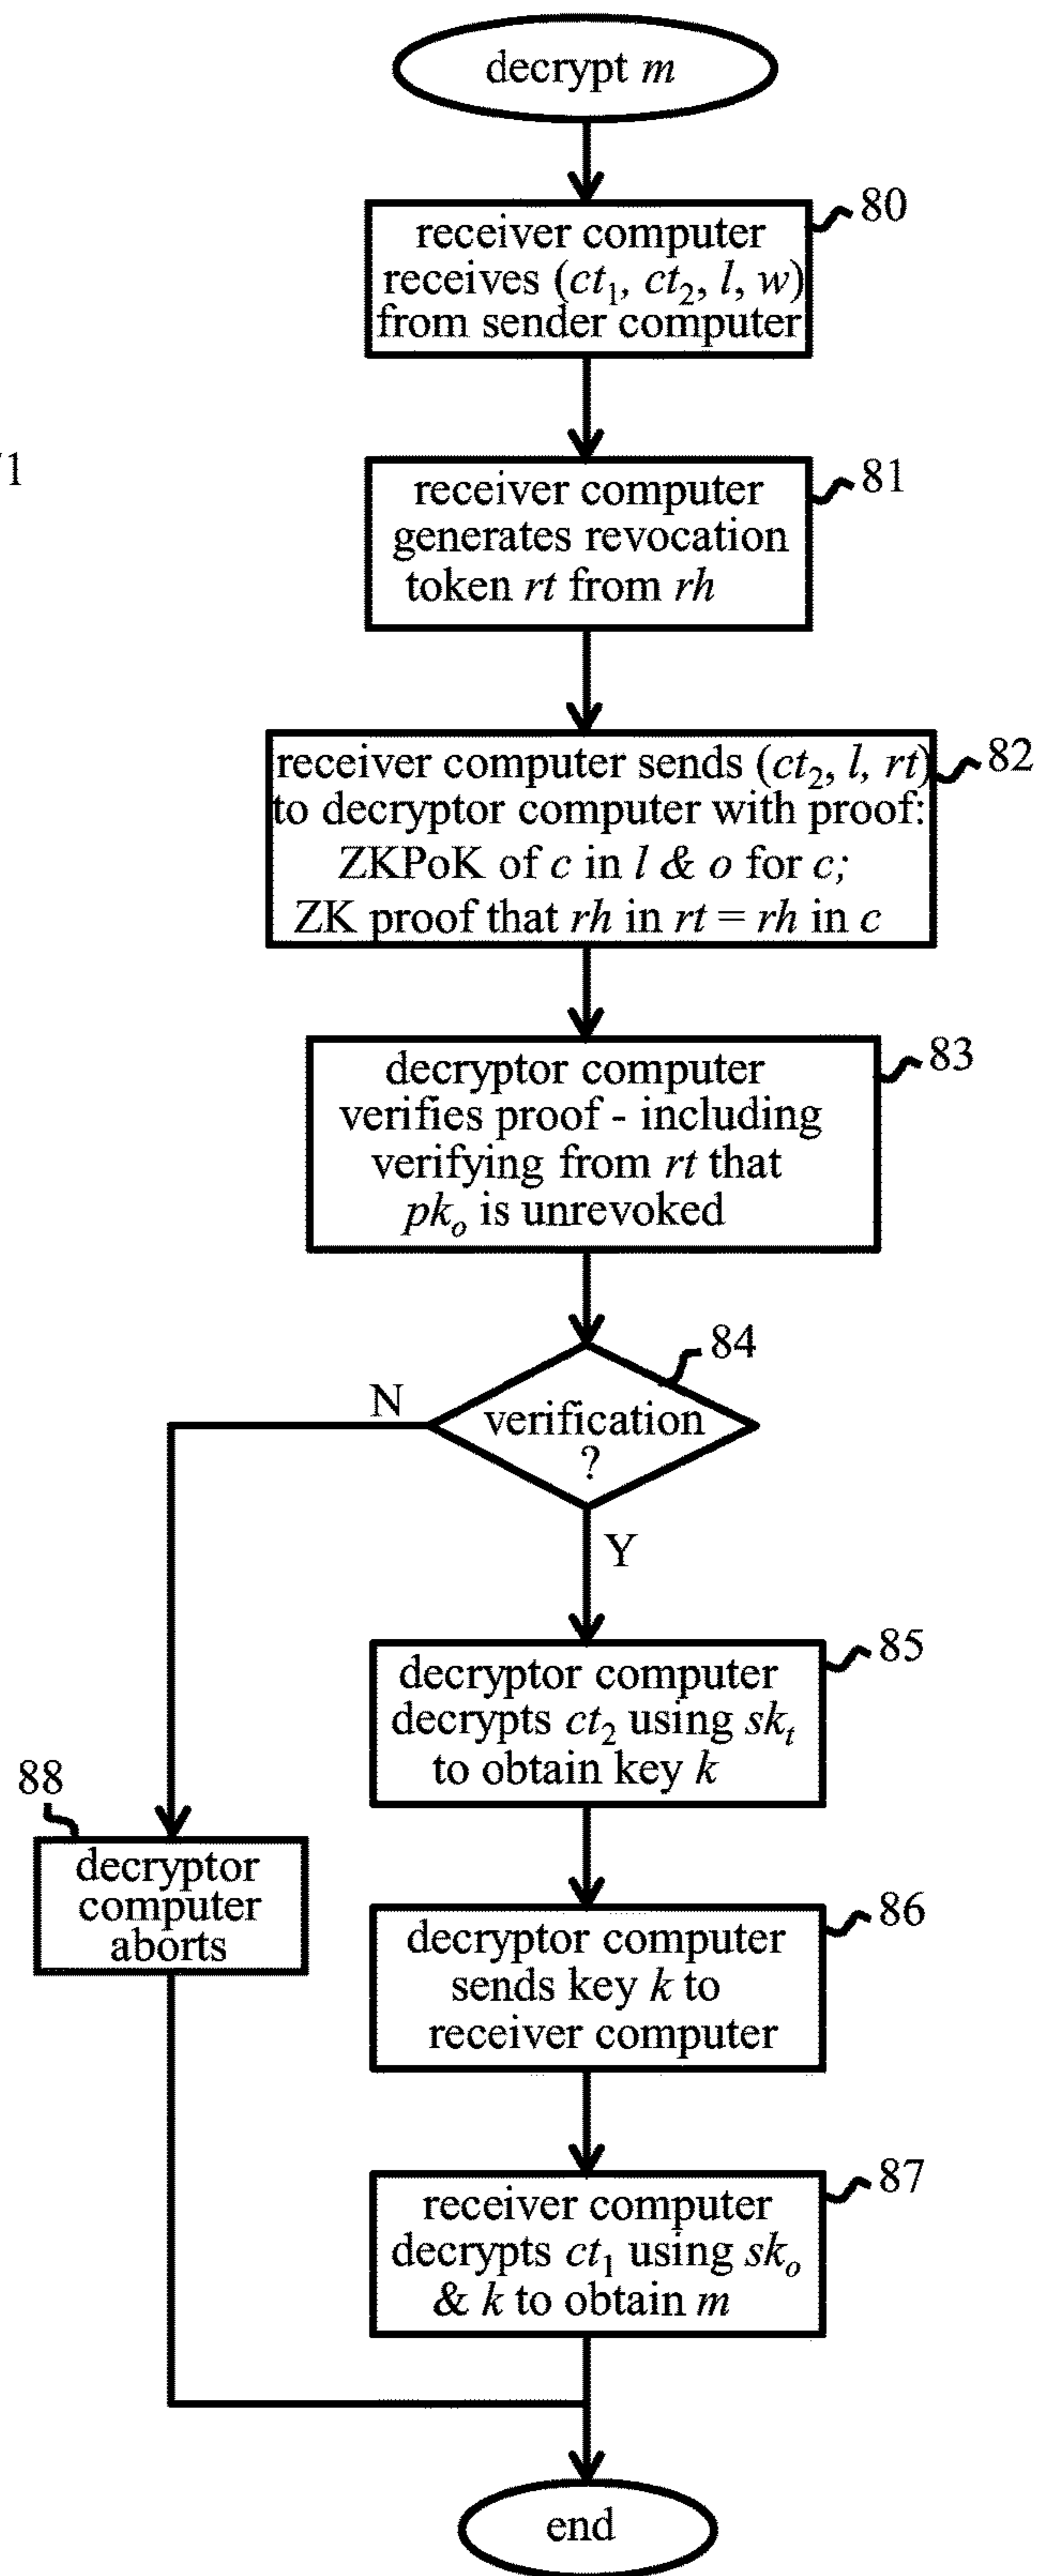 decrypt m
80
receiver computer
receives (ct₁, ct₂, l, w)
from sender computer
71
81
receiver computer
generates revocation
token rt from rh
82
receiver computer sends (ct₂, l, rt)
to decryptor computer with proof:
ZKPoK of c in l & o for c;
ZK proof that rh in rt = rh in c
83
decryptor computer
verifies proof - including
verifying from rt that
pkₒ is unrevoked
84
N
verification
?
Y
85
decryptor computer
decrypts ct₂ using skₜ
to obtain key k
88
decryptor
computer
aborts
86
decryptor computer
sends key k to
receiver computer
87
receiver computer
decrypts ct₁ using skₒ
& k to obtain m
end